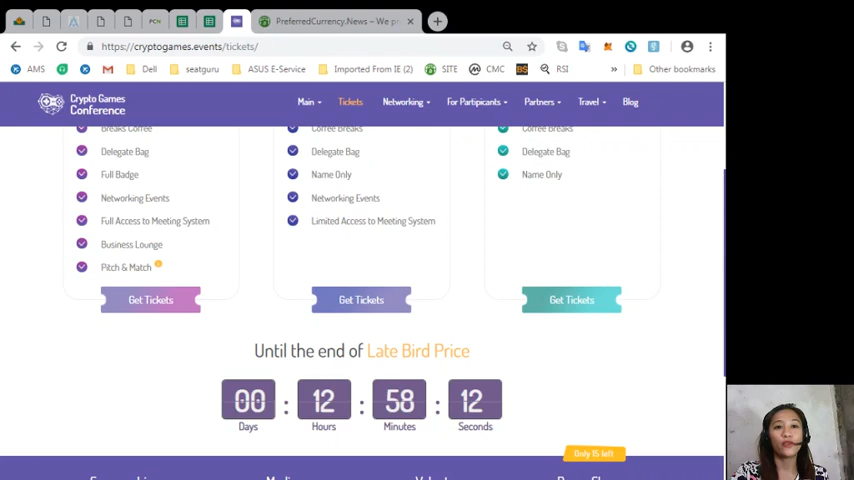 PCN
PreferredCurrency.News – We pr
https://cryptogames.events/tickets/
AMS
Dell
seatguru
ASUS E-Service
Imported From IE (2)
SITE
CMC
BS
RSI
»
Other bookmarks
Crypto Games
Conference
Main
Tickets
Networking
For Partipicants
Partners
Travel
Blog
Breaks Coffee
Coffee Breaks
Coffee Breaks
Delegate Bag
Delegate Bag
Delegate Bag
Full Badge
Name Only
Name Only
Networking Events
Networking Events
Full Access to Meeting System
Limited Access to Meeting System
Business Lounge
Pitch & Match
Get Tickets
Get Tickets
Get Tickets
Until the end of Late Bird Price
00 : 12 : 58 : 12
Days Hours Minutes Seconds
Only 15 left